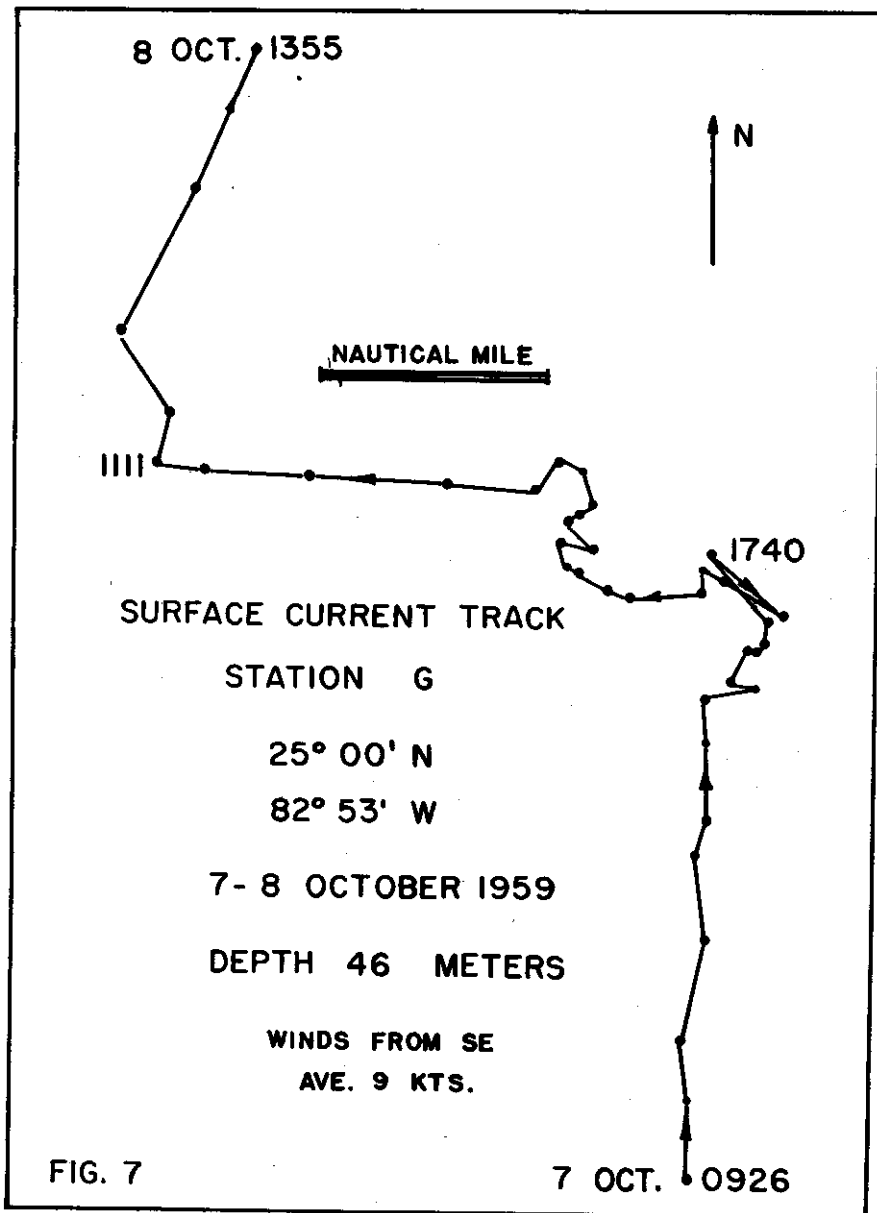 8 OCT. 1355
N
NAUTICAL MILE
1111
1740
SURFACE CURRENT TRACK
STATION G
25° 00' N
82° 53' W
7-8 OCTOBER 1959
DEPTH 46 METERS
WINDS FROM SE
AVE. 9 KTS.
FIG. 7
7 OCT. 0926